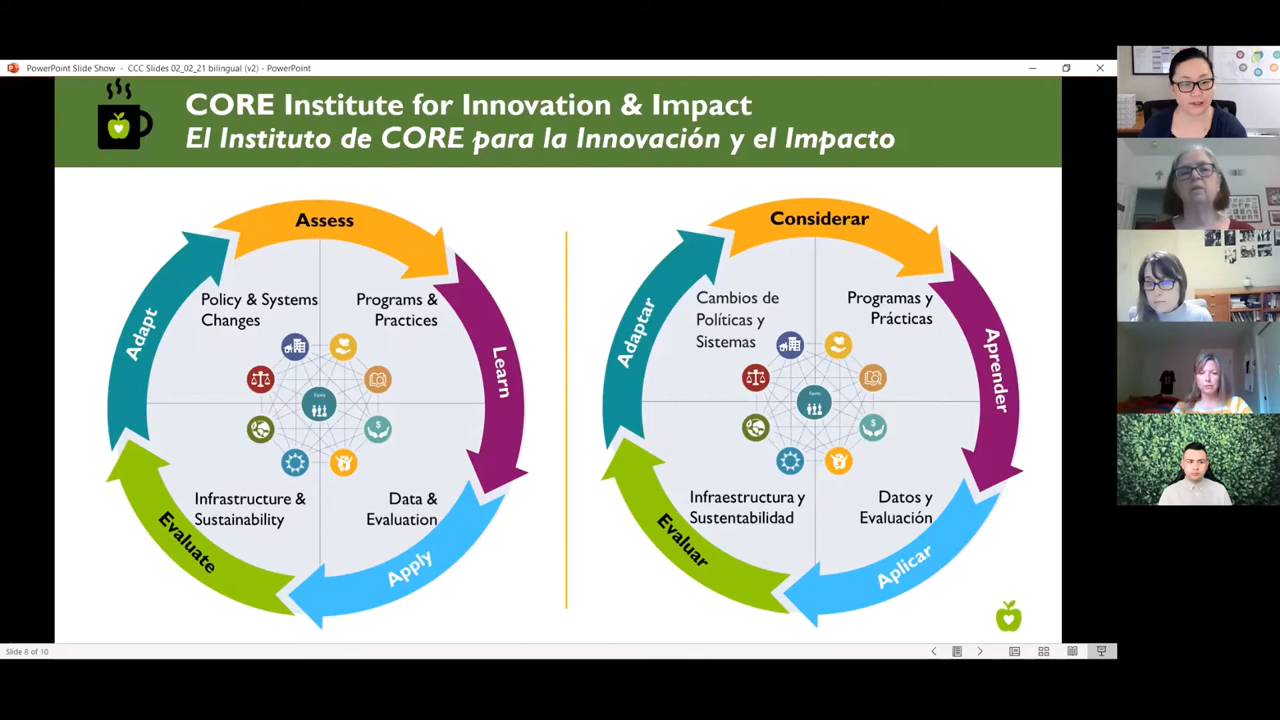 PowerPoint Slide Show - CCC Slides 02_02_21 bilingual (v2) - PowerPoint
CORE Institute for Innovation & Impact
El Instituto de CORE para la Innovación y el Impacto
Assess
Learn
Apply
Evaluate
Adapt
Policy & Systems
Changes
Programs &
Practices
Equity
Infrastructure &
Sustainability
Data &
Evaluation
Considerar
Aprender
Aplicar
Evaluar
Adaptar
Cambios de
Políticas y
Sistemas
Programas y
Prácticas
Equity
Infraestructura y
Sustentabilidad
Datos y
Evaluación
Slide 8 of 10